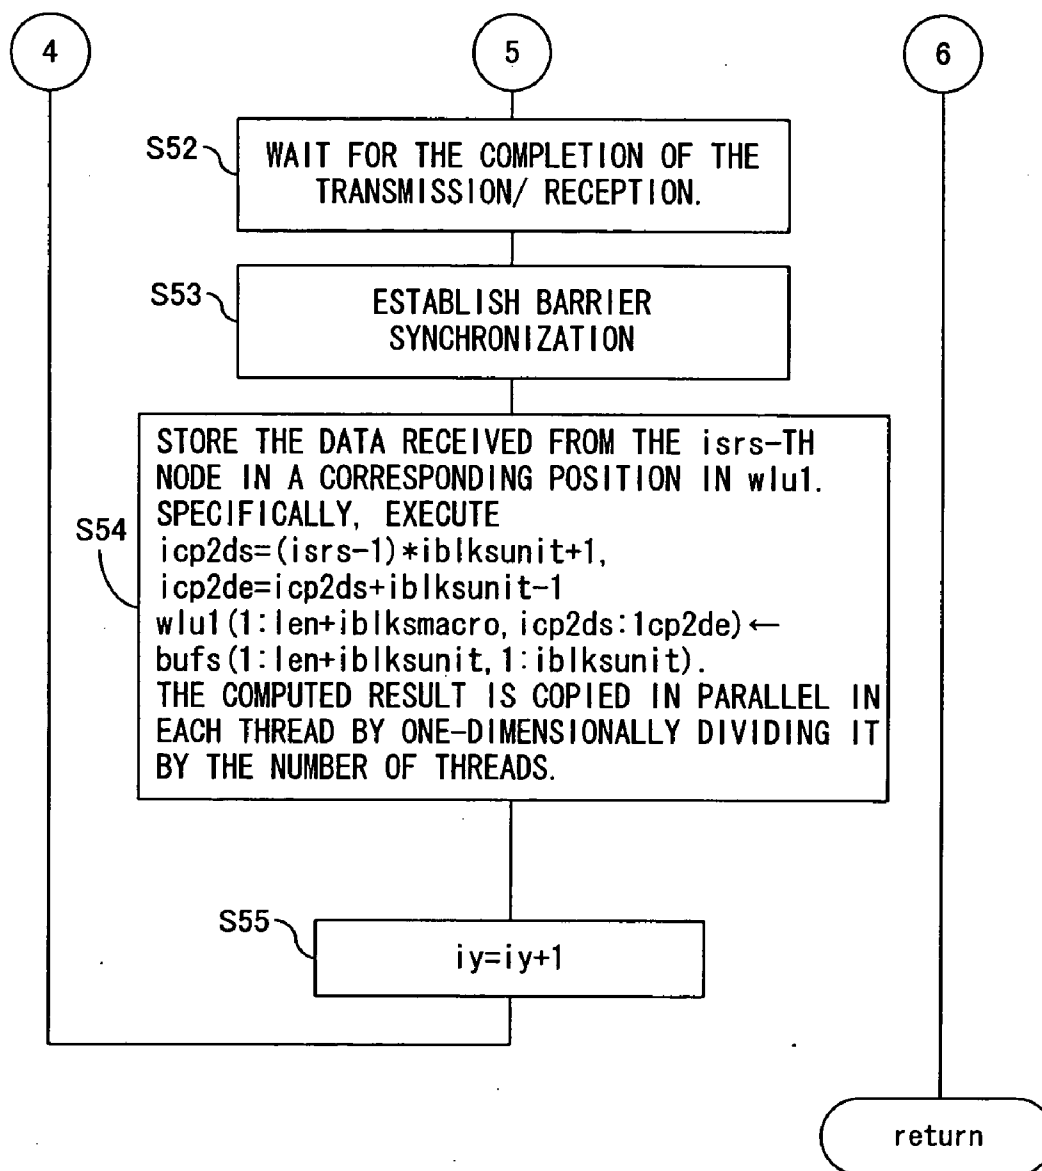 4
5
6
S52
WAIT FOR THE COMPLETION OF THE
TRANSMISSION/ RECEPTION.
S53
ESTABLISH BARRIER
SYNCHRONIZATION
S54
STORE THE DATA RECEIVED FROM THE isrs-TH
NODE IN A CORRESPONDING POSITION IN wlu1.
SPECIFICALLY, EXECUTE
icp2ds=(isrs-1)*iblksunit+1,
icp2de=icp2ds+iblksunit-1
wlu1(1:len+iblksmacro,icp2ds:1cp2de)←
bufs(1:len+iblksunit,1:iblksunit).
THE COMPUTED RESULT IS COPIED IN PARALLEL IN
EACH THREAD BY ONE-DIMENSIONALLY DIVIDING IT
BY THE NUMBER OF THREADS.
S55
iy=iy+1
return